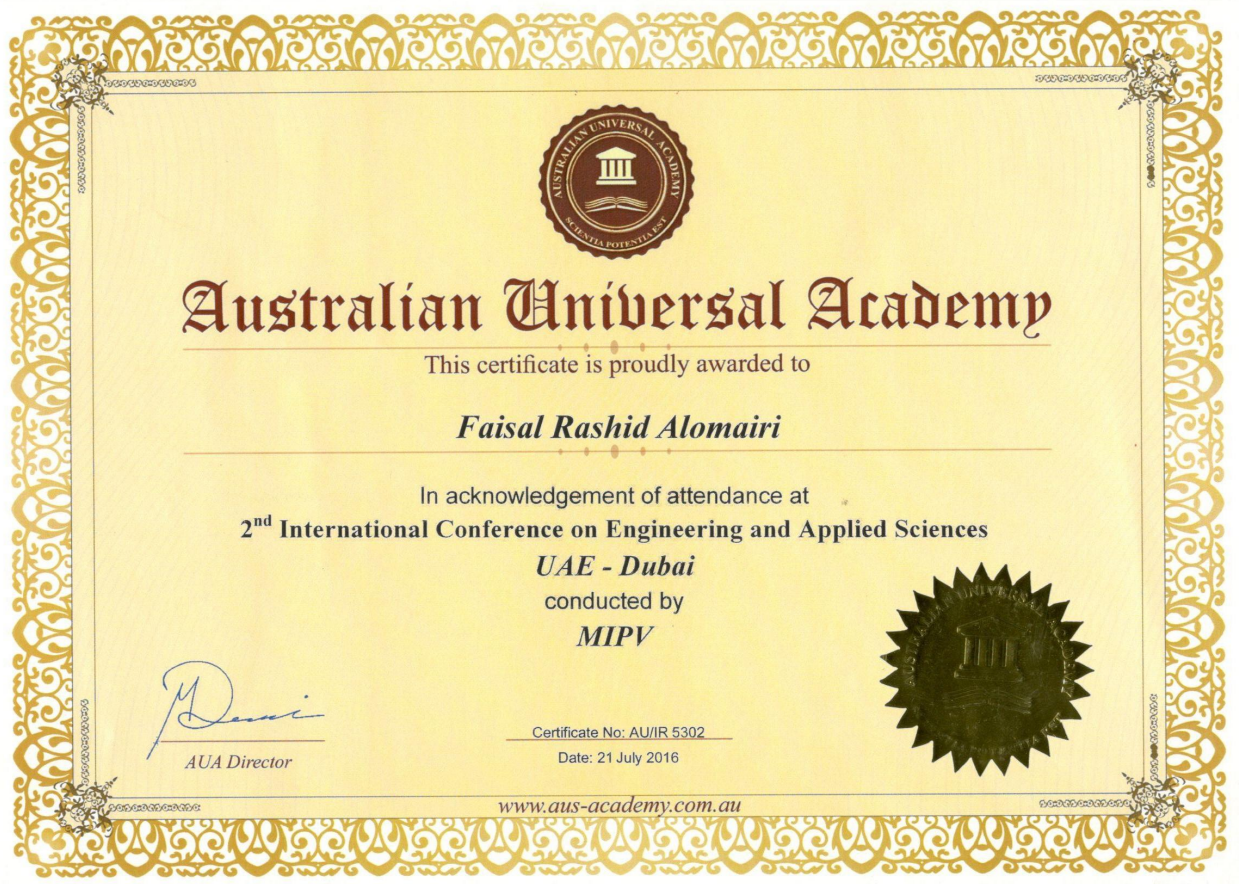 AUSTRALIAN UNIVERSAL ACADEMY
SCIENTIA POTENTIA EST
Australian Universal Academy
This certificate is proudly awarded to
Faisal Rashid Alomairi
In acknowledgement of attendance at
2nd International Conference on Engineering and Applied Sciences
UAE - Dubai
conducted by
MIPV
AUA Director
Certificate No: AU/IR 5302
Date: 21 July 2016
www.aus-academy.com.au